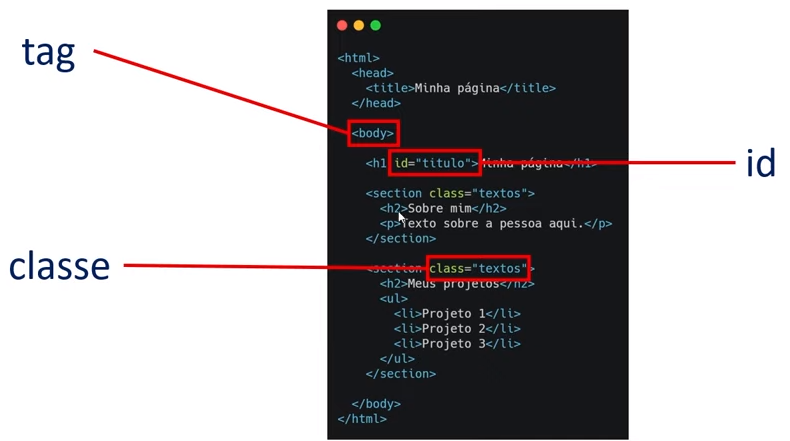 tag
<html>
<head>
<title>Minha página</title>
</head>
<body>
<h1 id="titulo">Minha página</h1>
id
<section class="textos">
<h2>Sobre mim</h2>
<p>Texto sobre a pessoa aqui.</p>
</section>
classe
<section class="textos">
<h2>Meus projetos</h2>
<ul>
<li>Projeto 1</li>
<li>Projeto 2</li>
<li>Projeto 3</li>
</ul>
</section>
</body>
</html>